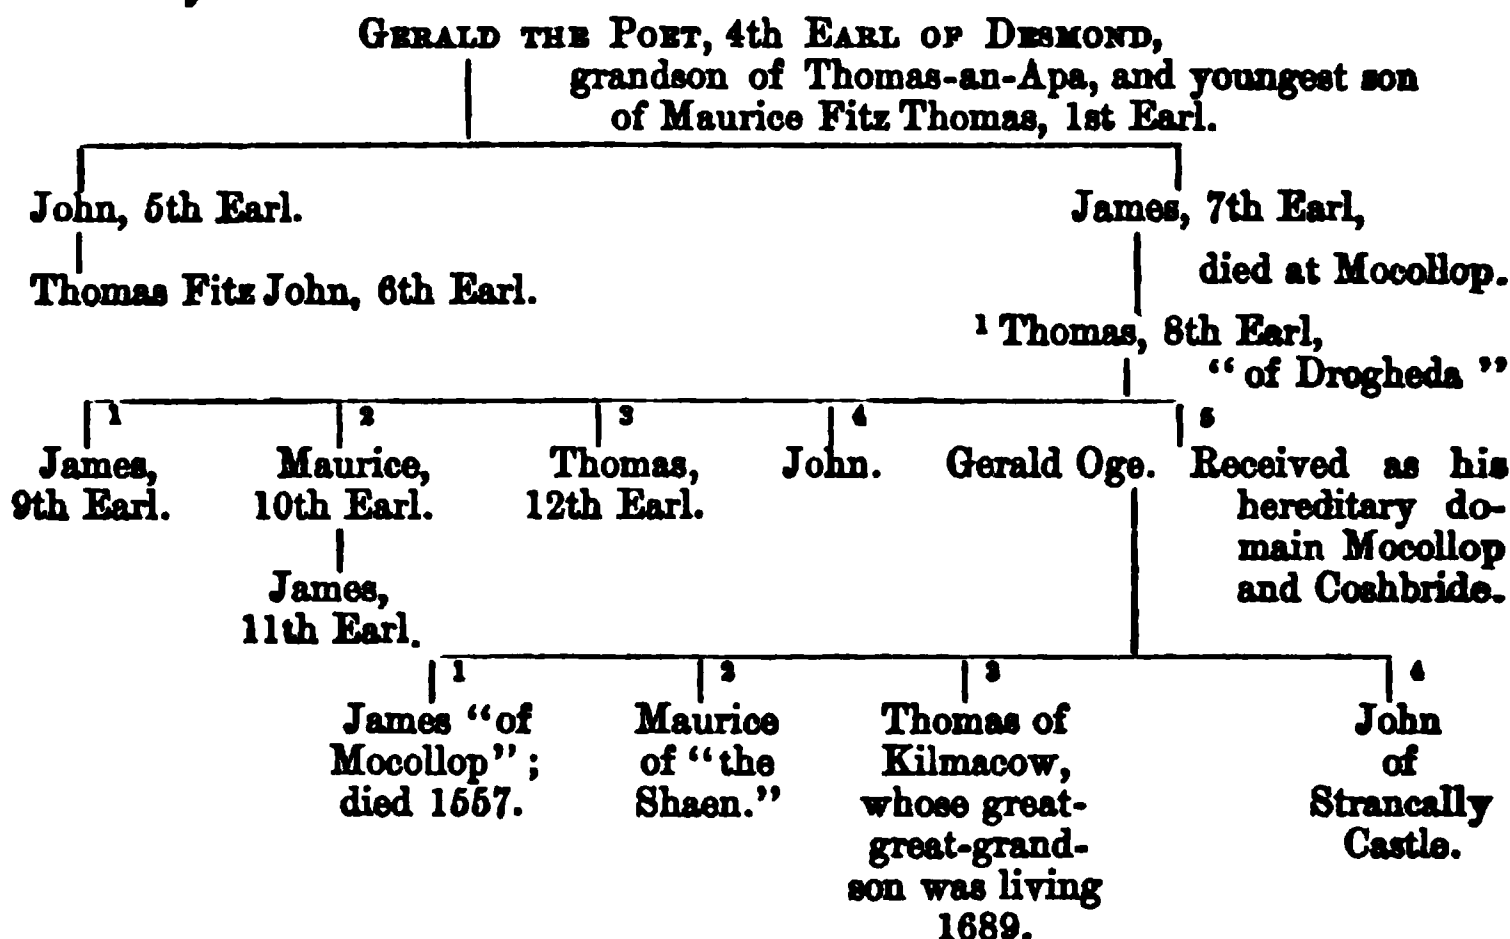 GERALD THE POET, 4th EARL OF DESMOND,
grandson of Thomas-an-Apa, and youngest son
of Maurice Fitz Thomas, 1st Earl.
John, 5th Earl.
James, 7th Earl,
died at Mocollop.
Thomas Fitz John, 6th Earl.
1 Thomas, 8th Earl,
“of Drogheda”
1 2 3 4 5
James,
9th Earl.
Maurice,
10th Earl.
Thomas,
12th Earl.
John.
Gerald Oge.
Received as his
hereditary do-
main Mocollop
and Coshbride.
James,
11th Earl.
1 2 3 4
James “of
Mocollop”;
died 1557.
Maurice
of “the
Shaen.”
Thomas of
Kilmacow,
whose great-
great-grand-
son was living
1689.
John
of
Strancally
Castle.